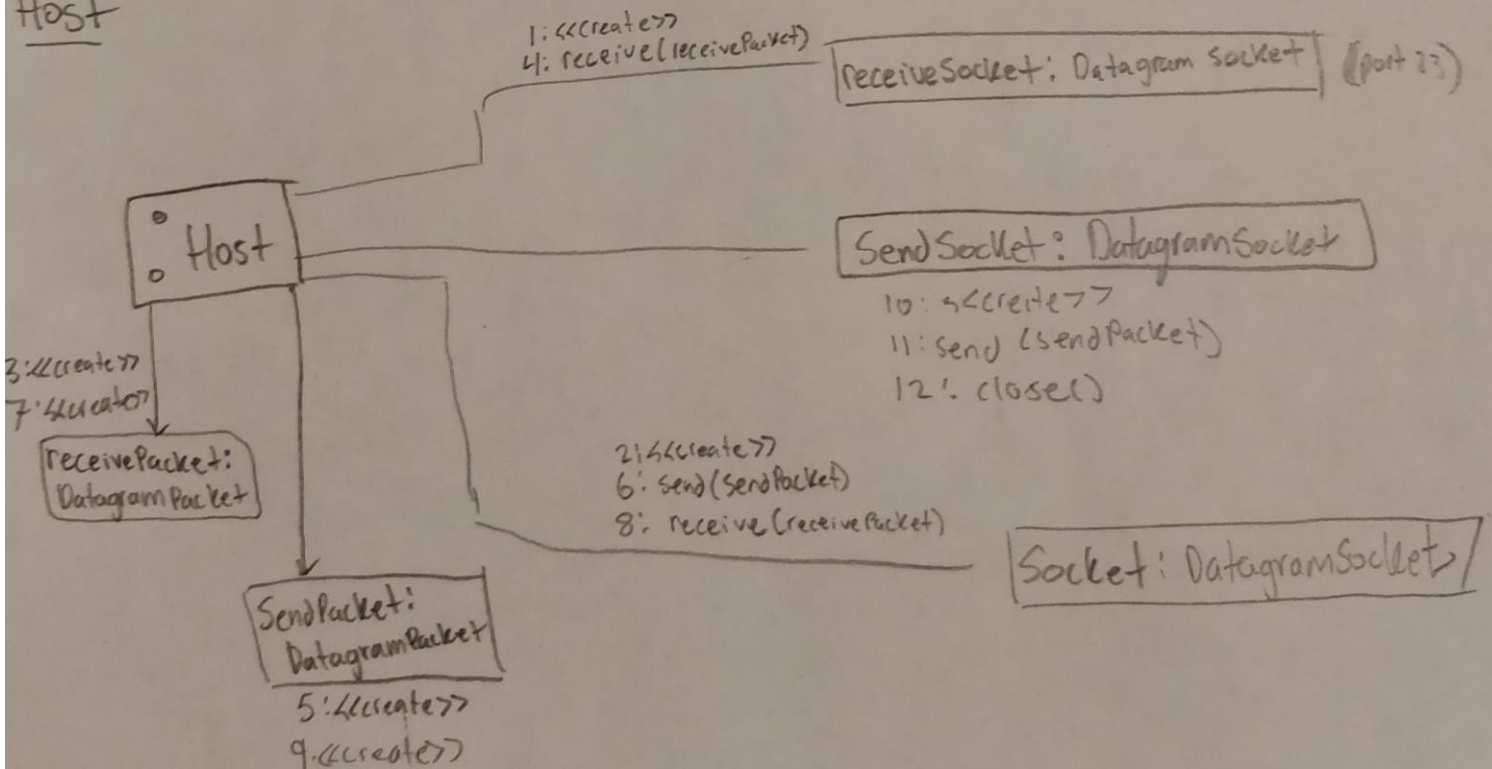 Host
1: <<create>>
4: receive(receivePacket)
receiveSocket: Datagram socket
(port 23)
Host
SendSocket: DatagramSocket
10: <<create>>
11: send (sendPacket)
12: close()
3: <<create>>
7: <<create>>
receivePacket:
DatagramPacket
2: <<create>>
6: send(sendPacket)
8: receive(receivePacket)
Socket: DatagramSocket
SendPacket:
DatagramPacket
5: <<create>>
9. <<create>>